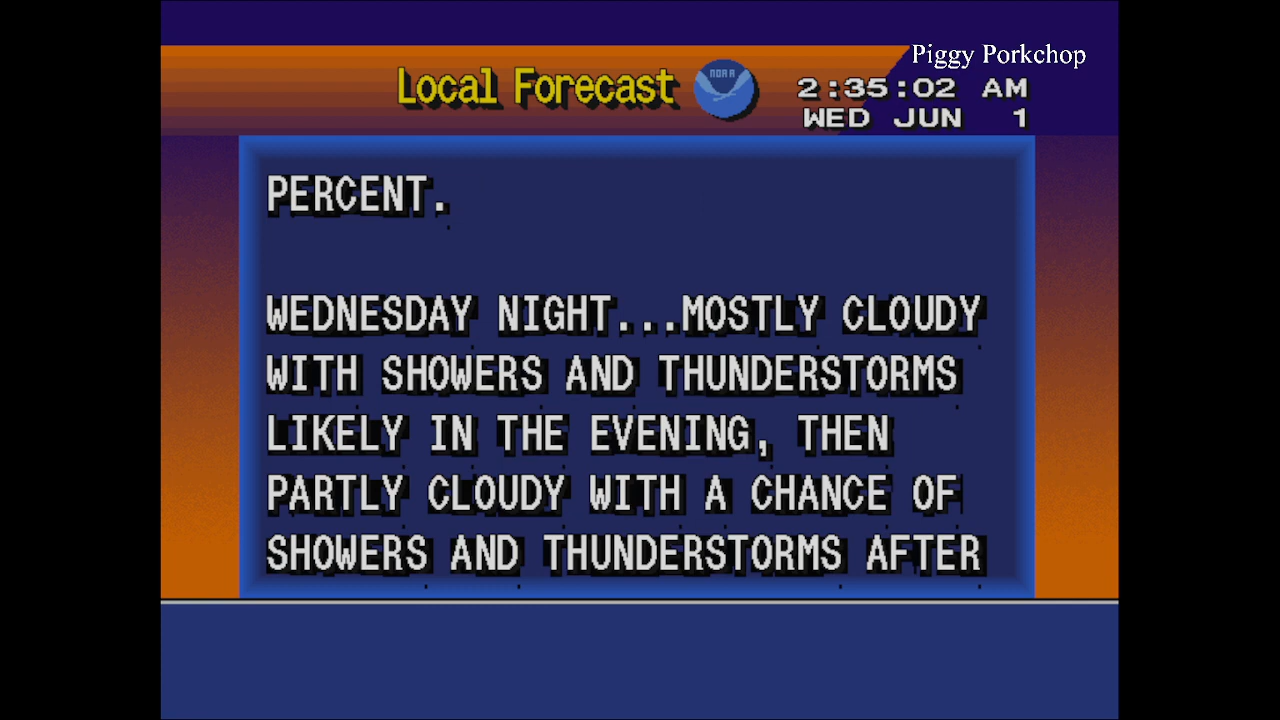 Piggy Porkchop
Local Forecast
NOAA
2:35:02 AM
WED JUN 1
PERCENT.
WEDNESDAY NIGHT...MOSTLY CLOUDY
WITH SHOWERS AND THUNDERSTORMS
LIKELY IN THE EVENING, THEN
PARTLY CLOUDY WITH A CHANCE OF
SHOWERS AND THUNDERSTORMS AFTER